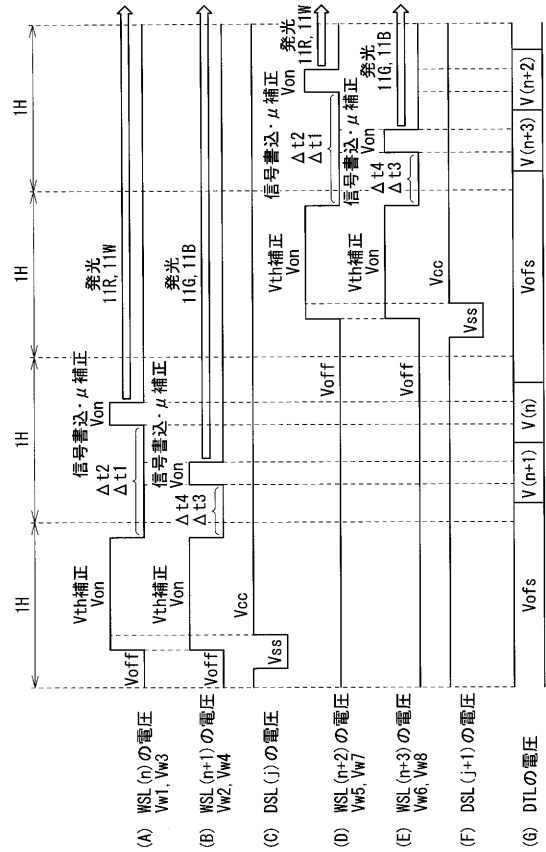 1H
1H
1H
1H
(A) WSL(n)の電圧
Vw1, Vw3
Voff
Vth補正
Von
Δt2
Δt1
信号書込・μ補正
Von
発光
11R, 11W
(B) WSL(n+1)の電圧
Vw2, Vw4
Voff
Vth補正
Von
Δt4
Δt3
信号書込・μ補正
Von
発光
11G, 11B
(C) DSL(j)の電圧
Vss
Vcc
(D) WSL(n+2)の電圧
Vw5, Vw7
Voff
Vth補正
Von
Δt2
Δt1
信号書込・μ補正
Von
発光
11R, 11W
(E) WSL(n+3)の電圧
Vw6, Vw8
Voff
Vth補正
Von
Δt4
Δt3
信号書込・μ補正
Von
発光
11G, 11B
(F) DSL(j+1)の電圧
Vss
Vcc
(G) DTLの電圧
Vofs
V(n+1)
V(n)
Vofs
V(n+3)
V(n+2)